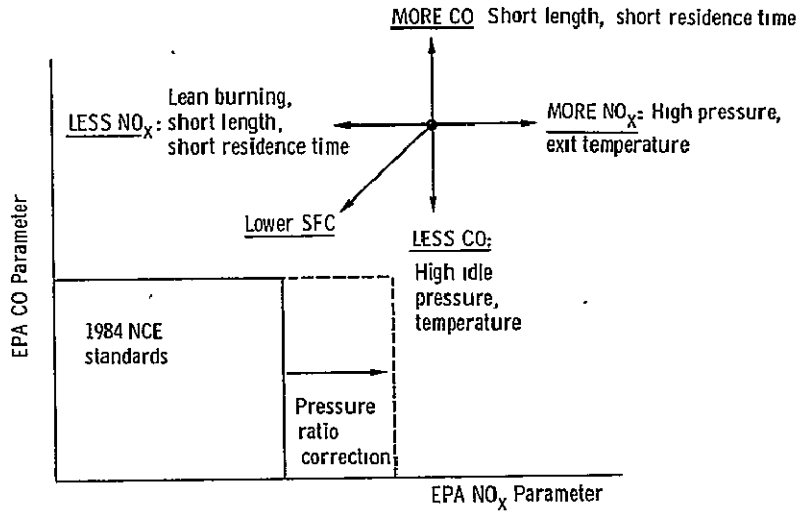 MORE CO Short length, short residence time
Lean burning,
LESS NOx: short length,
short residence time
MORE NOx: High pressure,
exit temperature
Lower SFC
LESS CO:
High idle
pressure,
temperature
EPA CO Parameter
1984 NCE
standards
Pressure
ratio
correction
EPA NOx Parameter